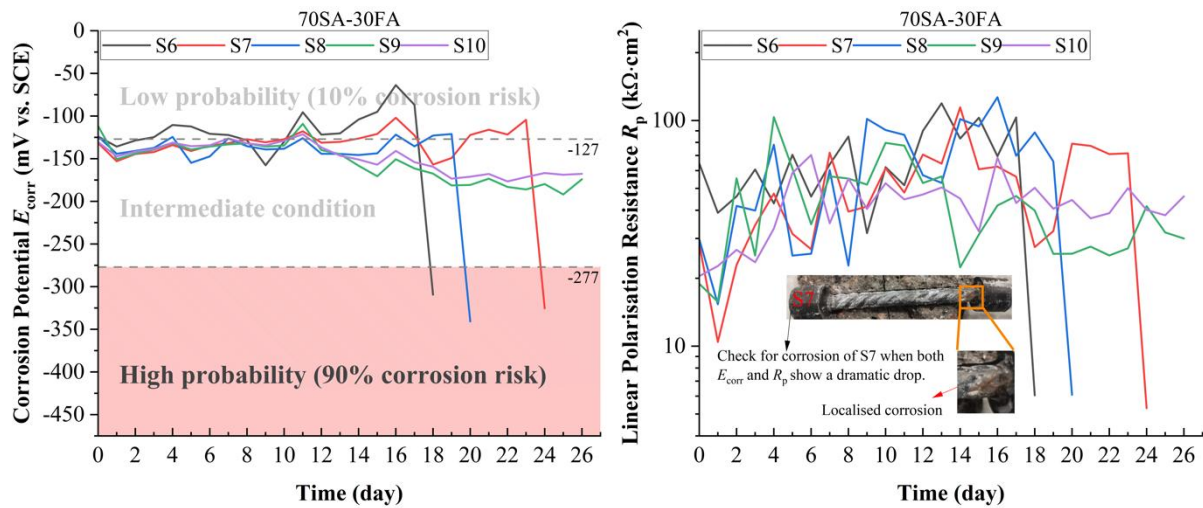 70SA-30FA
S6 S7 S8 S9 S10
Corrosion Potential Ecorr (mV vs. SCE)
0
-50
-100
-150
-200
-250
-300
-350
-400
-450
Low probability (10% corrosion risk)
-127
Intermediate condition
-277
High probability (90% corrosion risk)
0 2 4 6 8 10 12 14 16 18 20 22 24 26
Time (day)
70SA-30FA
S6 S7 S8 S9 S10
Linear Polarisation Resistance Rp (kΩ·cm²)
100
10
S7
Check for corrosion of S7 when both
Ecorr and Rp show a dramatic drop.
Localised corrosion
0 2 4 6 8 10 12 14 16 18 20 22 24 26
Time (day)